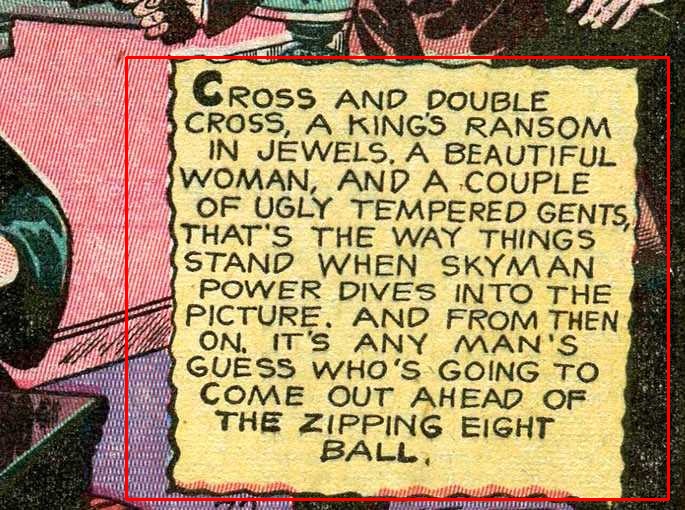 CROSS AND DOUBLE
CROSS, A KING'S RANSOM
IN JEWELS. A BEAUTIFUL
WOMAN, AND A COUPLE
OF UGLY TEMPERED GENTS,
THAT'S THE WAY THINGS
STAND WHEN SKYMAN
POWER DIVES INTO THE
PICTURE. AND FROM THEN
ON. IT'S ANY MAN'S
GUESS WHO'S GOING TO
COME OUT AHEAD OF
THE ZIPPING EIGHT
BALL.